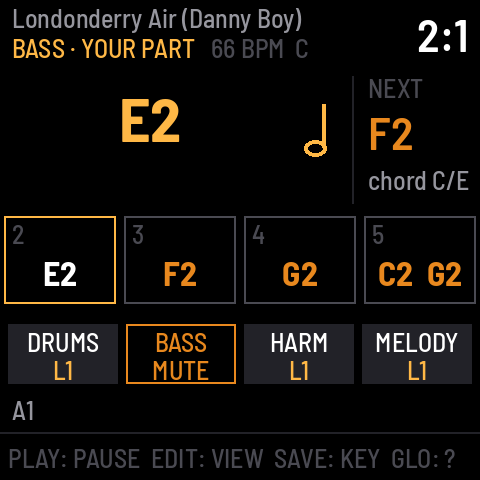 Londonderry Air (Danny Boy)
BASS · YOUR PART 66 BPM C
2:1
E2
NEXT
F2
chord C/E
2 3 4 5
E2 F2 G2 C2 G2
DRUMS BASS HARM MELODY
L1 MUTE L1 L1
A1
PLAY: PAUSE EDIT: VIEW SAVE: KEY GLO: ?